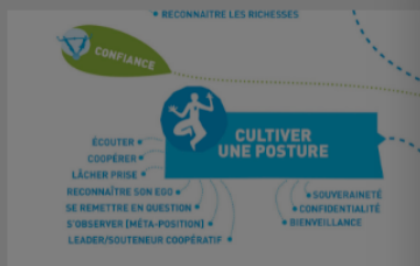 • RECONNAITRE LES RICHESSES
CONFIANCE
CULTIVER
UNE POSTURE
ÉCOUTER •
COOPÉRER •
LÂCHER PRISE •
RECONNAÎTRE SON EGO •
SE REMETTRE EN QUESTION •
S'OBSERVER [MÉTA-POSITION] •
LEADER/SOUTENEUR COOPÉRATIF •
• SOUVERAINETÉ
• CONFIDENTIALITÉ
• BIENVEILLANCE